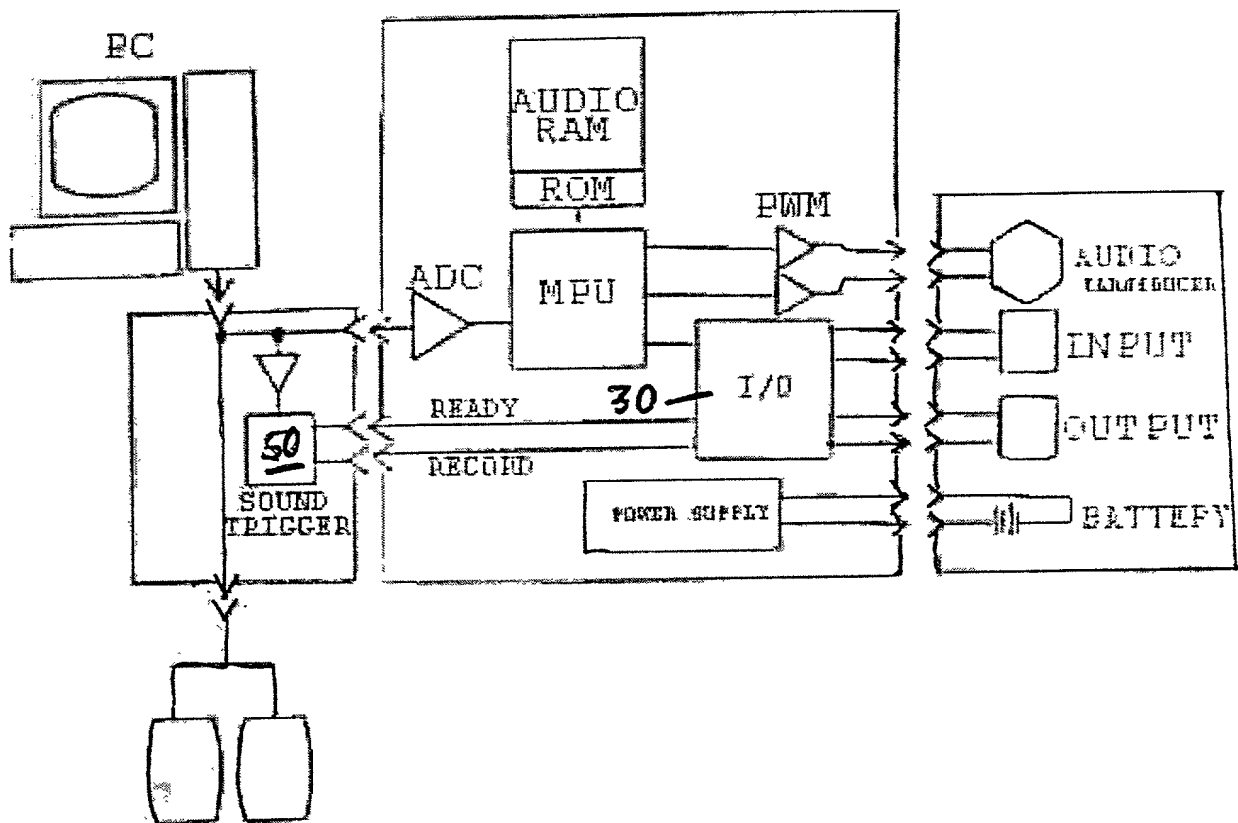 PC
AUDIO
RAM
ROM
PWM
ADC
MPU
AUDIO
INPUT
30
I/O
READY
OUTPUT
50
RECORD
SOUND
TRIGGER
POWER SUPPLY
BATTERY